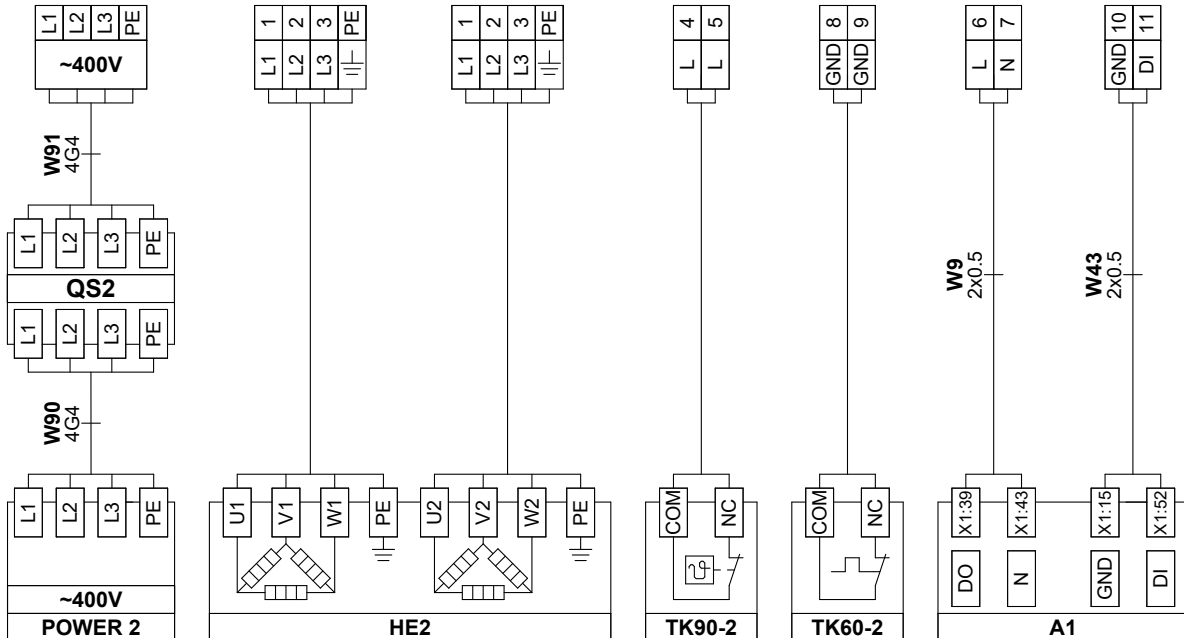 L1 L2 L3 PE
~400V
1 2 3 PE
L1 L2 L3
1 2 3 PE
L1 L2 L3
4 5
L L
8 9
GND GND
6 7
L N
10 11
GND DI
W91
4G4
L1 L2 L3 PE
QS2
L1 L2 L3 PE
W90
4G4
W9
2x0.5
W43
2x0.5
L1 L2 L3 PE
~400V
POWER 2
U1 V1 W1 PE U2 V2 W2 PE
HE2
COM NC
TK90-2
COM NC
TK60-2
X1:39 X1:43 X1:15 X1:52
DO N GND DI
A1